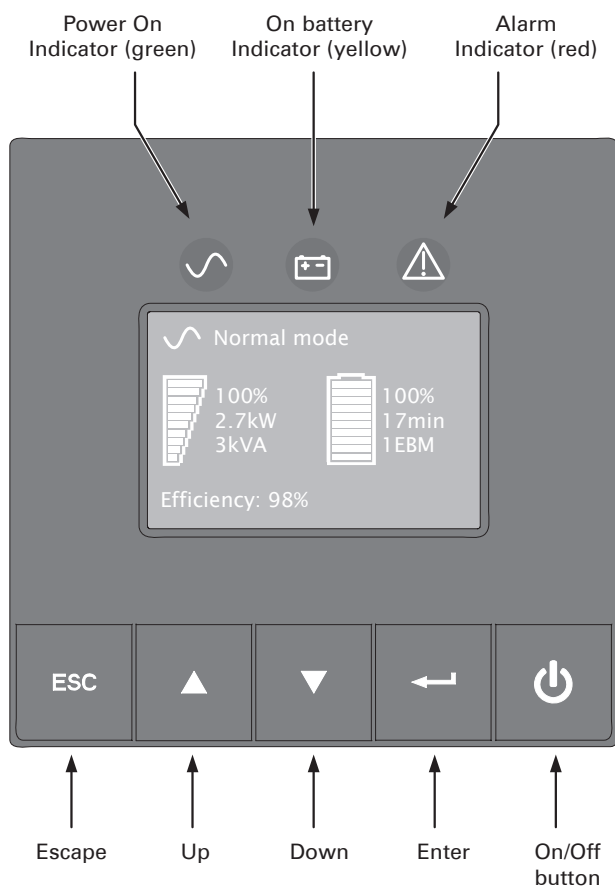 Power On
Indicator (green)
On battery
Indicator (yellow)
Alarm
Indicator (red)
Normal mode
100%
2.7kW
3kVA
100%
17min
1EBM
Efficiency: 98%
ESC
Escape
Up
Down
Enter
On/Off
button